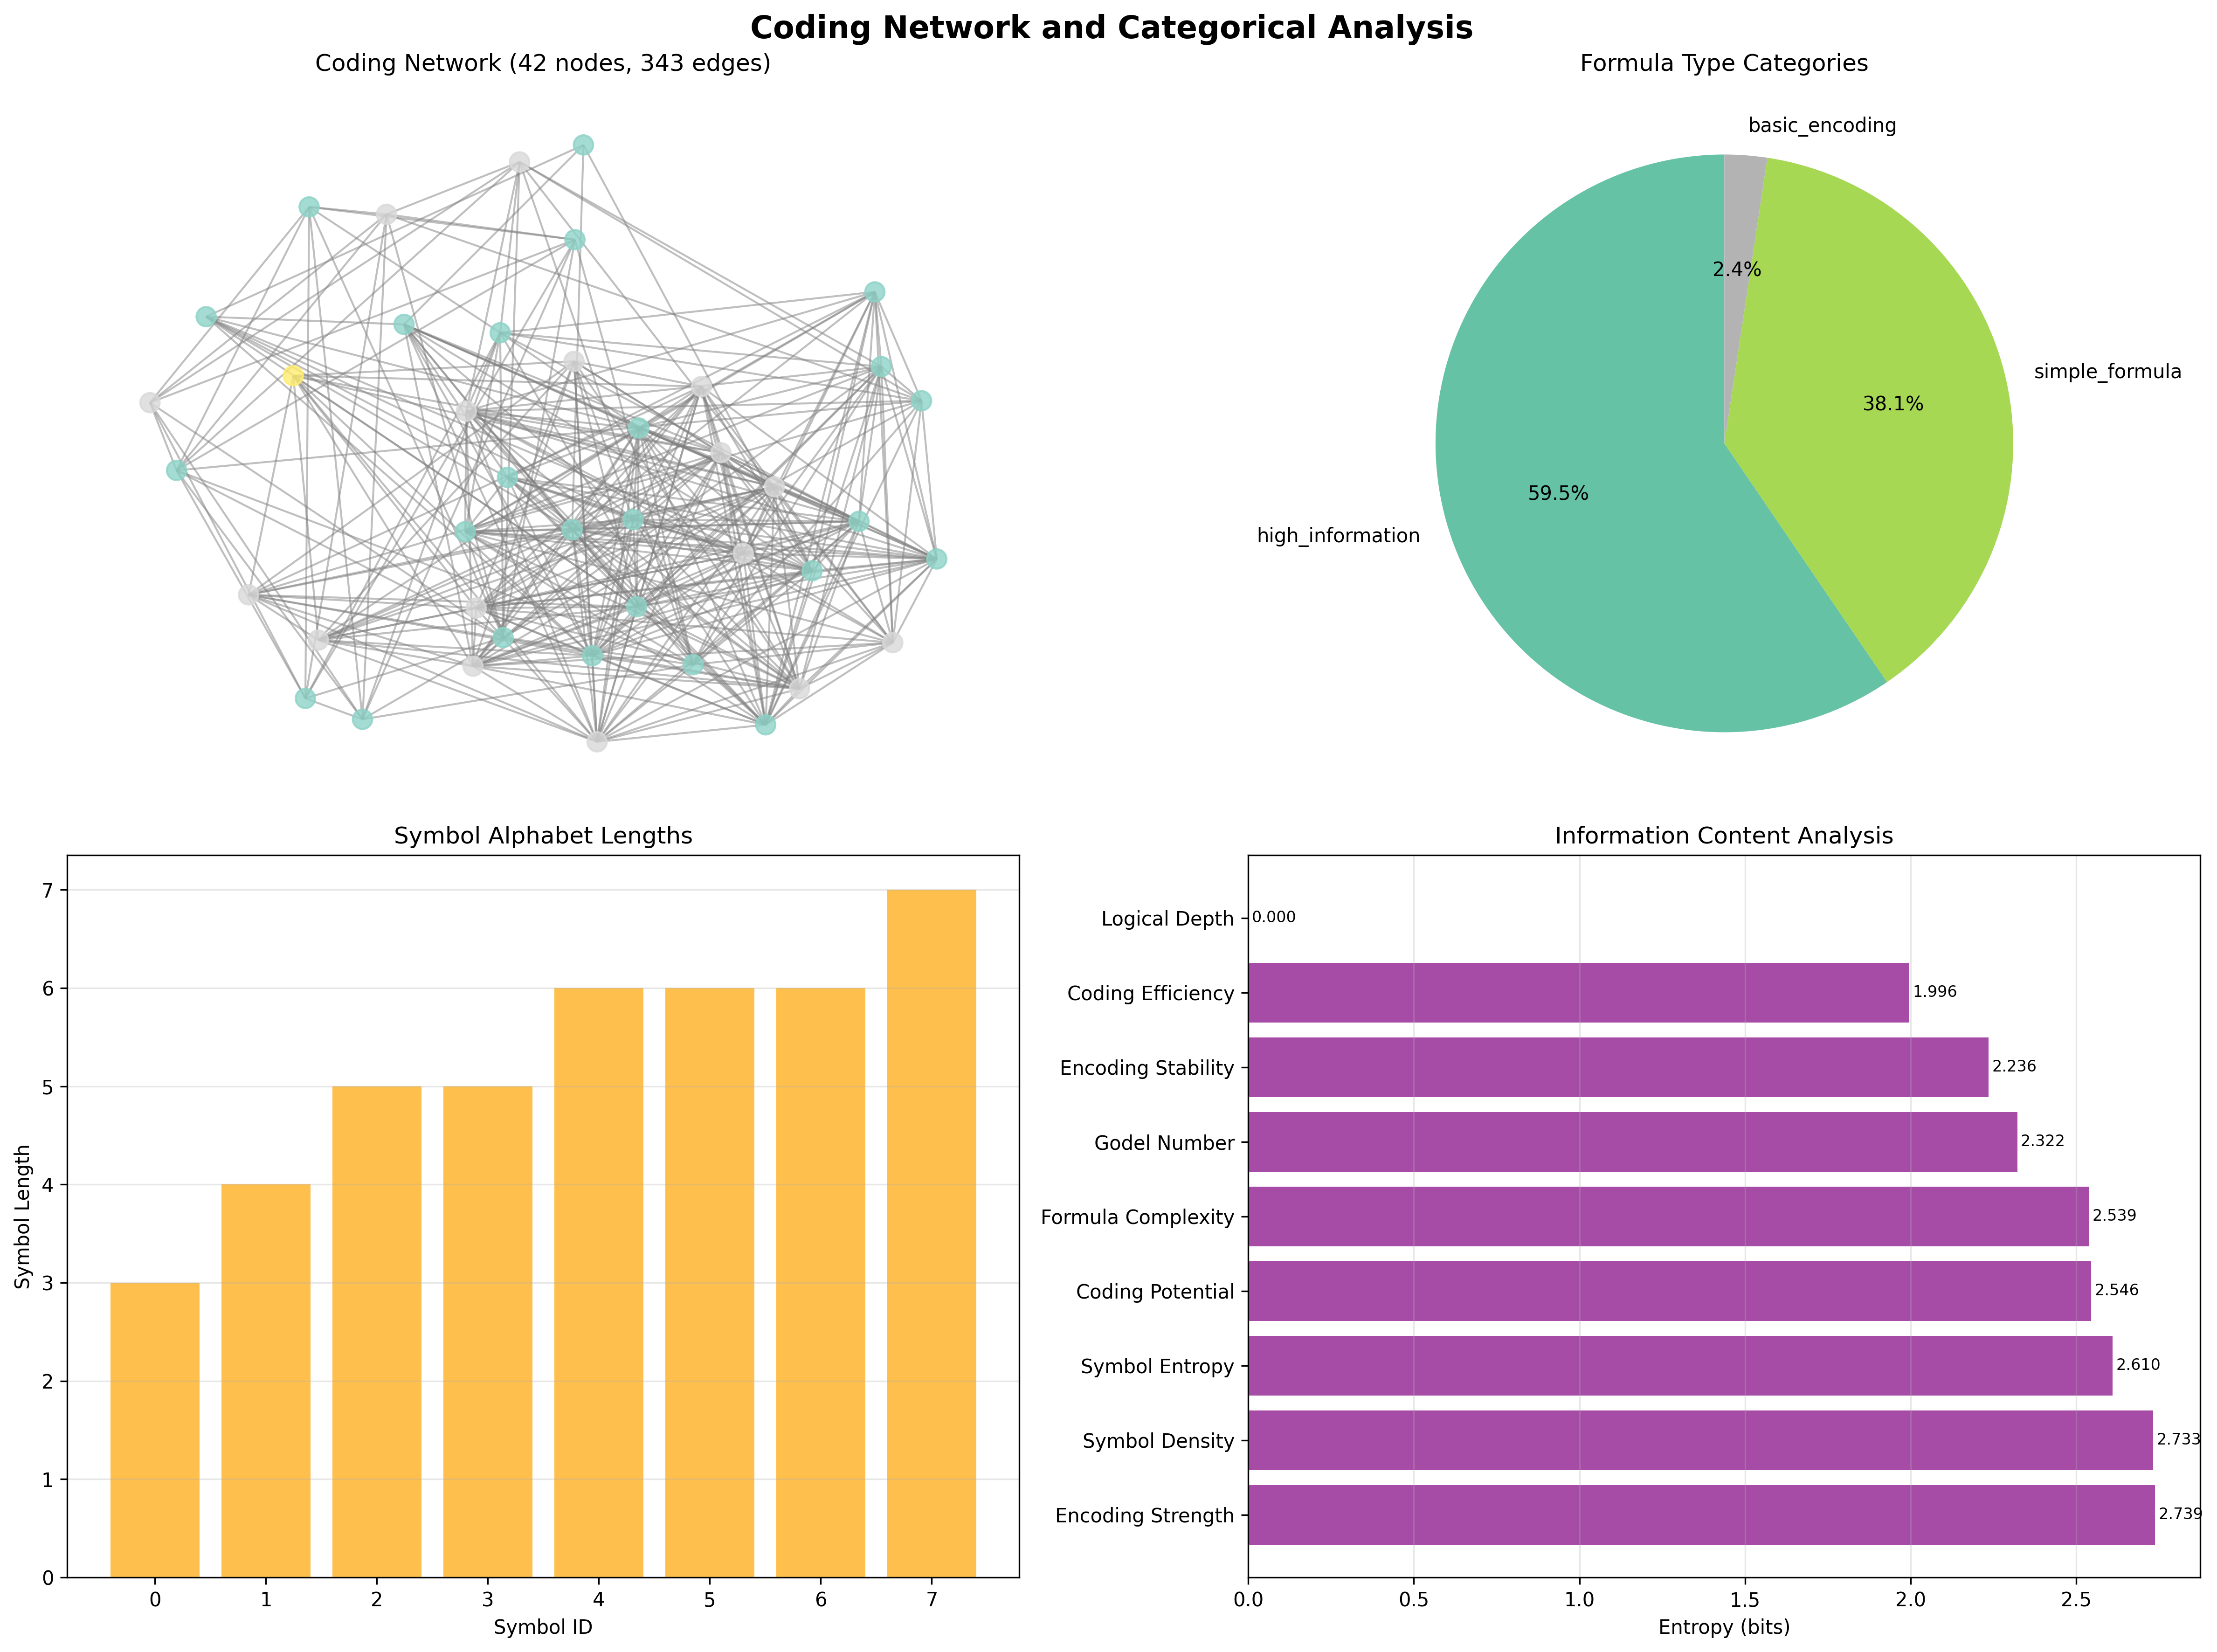 Coding Network and Categorical Analysis
Coding Network (42 nodes, 343 edges)
Formula Type Categories
basic_encoding
2.4%
simple_formula
38.1%
59.5%
high_information
Symbol Alphabet Lengths
7
6
5
4
3
2
1
0
Symbol Length
0 1 2 3 4 5 6 7
Symbol ID
Information Content Analysis
Logical Depth 0.000
Coding Efficiency 1.996
Encoding Stability 2.236
Godel Number 2.322
Formula Complexity 2.539
Coding Potential 2.546
Symbol Entropy 2.610
Symbol Density 2.733
Encoding Strength 2.739
0.0 0.5 1.0 1.5 2.0 2.5
Entropy (bits)